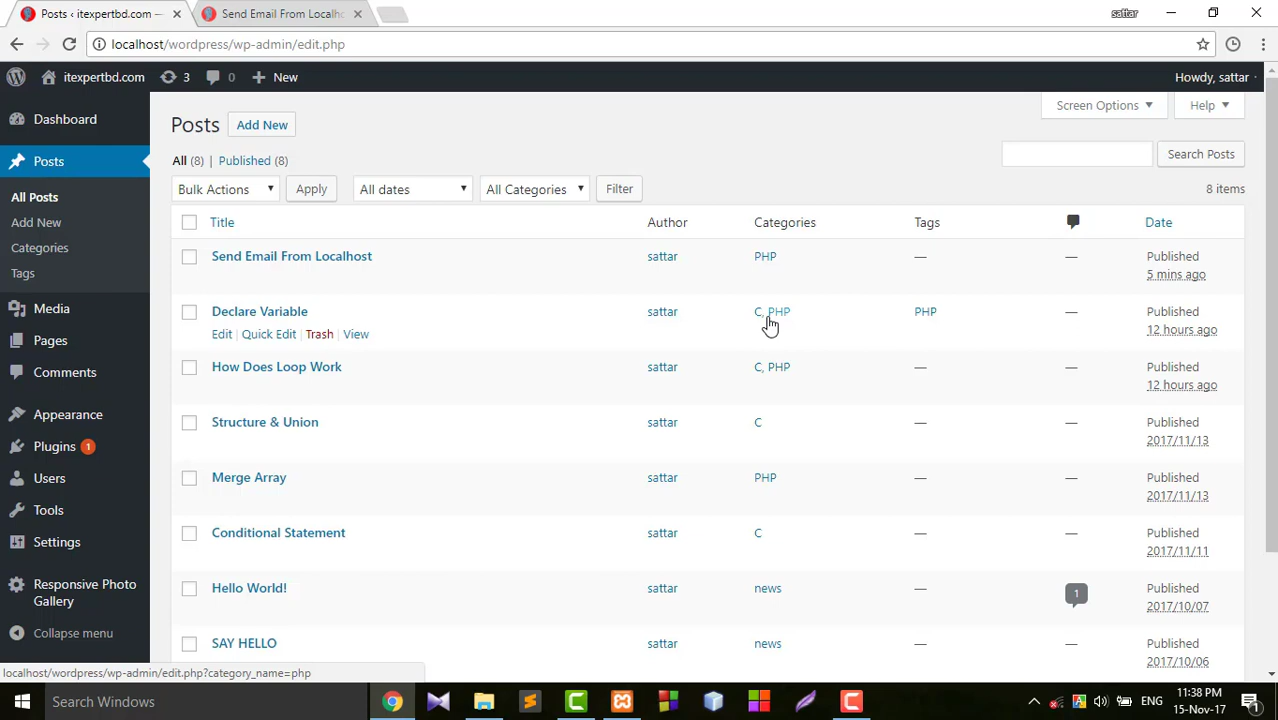 Posts ‹ itexpertbd.com —
Send Email From Localho
sattar
localhost/wordpress/wp-admin/edit.php
itexpertbd.com
3
0
New
Howdy, sattar
Dashboard
Posts
All Posts
Add New
Categories
Tags
Media
Pages
Comments
Appearance
Plugins 1
Users
Tools
Settings
Responsive Photo
Gallery
Collapse menu
Screen Options
Help
Posts
Add New
All (8) | Published (8)
Search Posts
Bulk Actions
Apply
All dates
All Categories
Filter
8 items
Title Author Categories Tags Date
Send Email From Localhost sattar PHP — — Published
5 mins ago
Declare Variable sattar C, PHP PHP — Published
Edit | Quick Edit | Trash | View 12 hours ago
How Does Loop Work sattar C, PHP — — Published
12 hours ago
Structure & Union sattar C — — Published
2017/11/13
Merge Array sattar PHP — — Published
2017/11/13
Conditional Statement sattar C — — Published
2017/11/11
Hello World! sattar news — 1 Published
2017/10/07
SAY HELLO sattar news — — Published
2017/10/06
localhost/wordpress/wp-admin/edit.php?category_name=php
Search Windows
ENG
11:38 PM
15-Nov-17
1